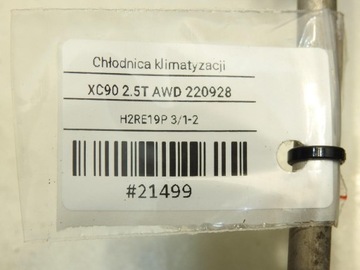 Chłodnica klimatyzacji
XC90 2.5T AWD 220928
H2RE19P 3/1-2
#21499